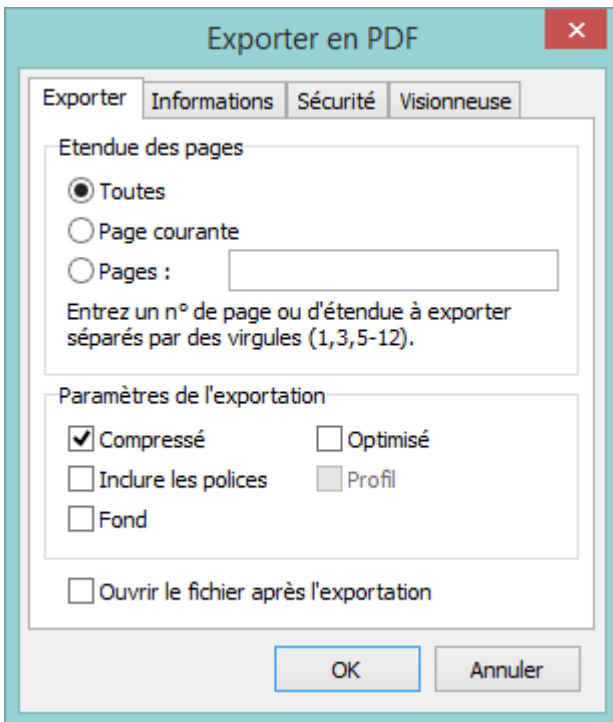 Exporter en PDF
Exporter Informations Sécurité Visionneuse
Etendue des pages
Toutes
Page courante
Pages :
Entrez un n° de page ou d'étendue à exporter
séparés par des virgules (1,3,5-12).
Paramètres de l'exportation
Compressé Optimisé
Inclure les polices Profil
Fond
Ouvrir le fichier après l'exportation
OK Annuler